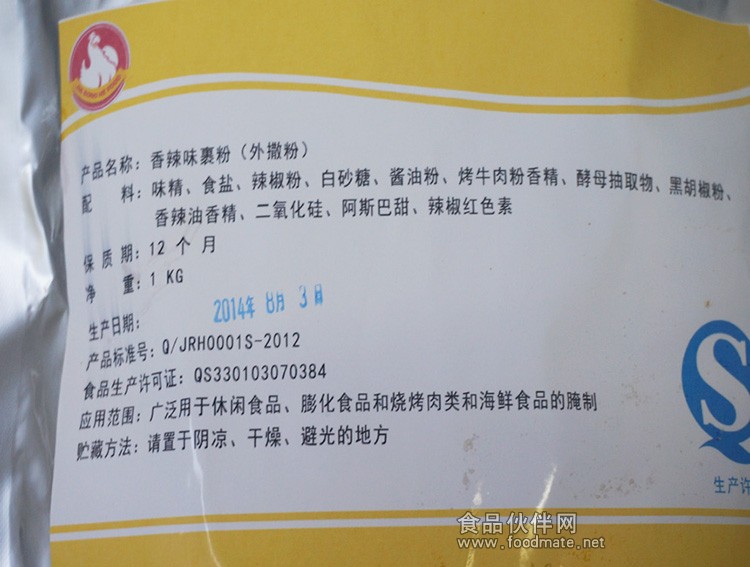 产品名称：香辣味裹粉（外撒粉）
配料：味精、食盐、辣椒粉、白砂糖、酱油粉、烤牛肉粉香精、酵母抽取物、黑胡椒粉、
香辣油香精、二氧化硅、阿斯巴甜、辣椒红色素
保质期：12个月
净重：1 KG
生产日期：2014年 8月 3日
产品标准号：Q/JRH0001S-2012
食品生产许可证：QS330103070384
应用范围：广泛用于休闲食品、膨化食品和烧烤肉类和海鲜食品的腌制
贮藏方法：请置于阴凉、干燥、避光的地方
生产许
食品伙伴网
www.foodmate.net